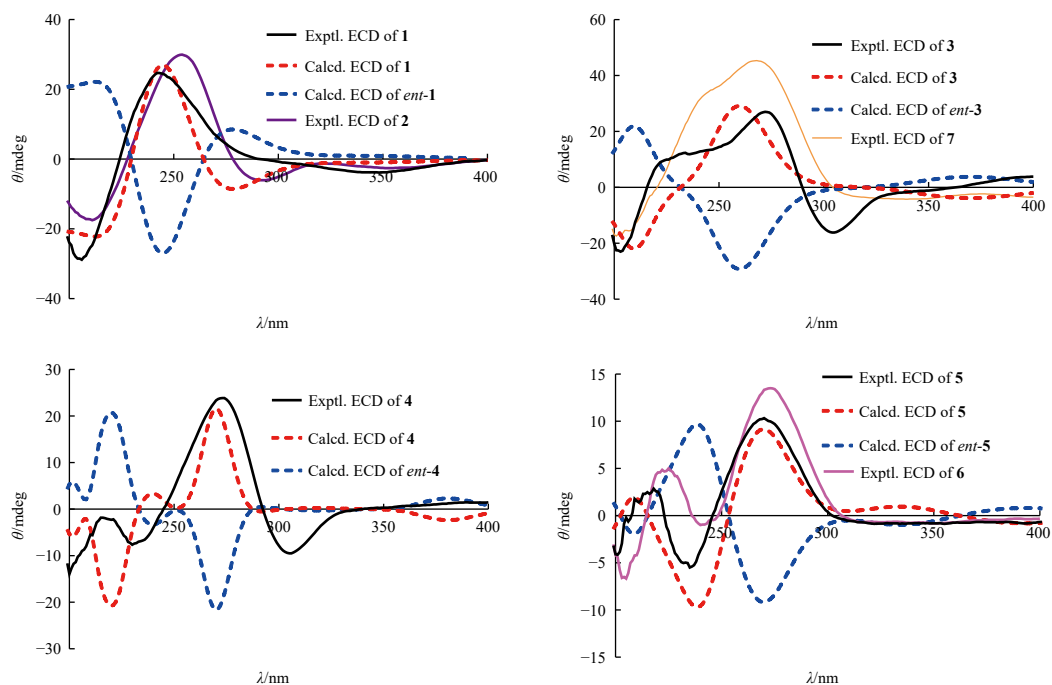 40
20
0
−20
−40
θ/mdeg
250
300
350
400
λ/nm
Exptl. ECD of 1
Calcd. ECD of 1
Calcd. ECD of ent-1
Exptl. ECD of 2
60
40
20
0
−20
−40
θ/mdeg
250
300
350
400
λ/nm
Exptl. ECD of 3
Calcd. ECD of 3
Calcd. ECD of ent-3
Exptl. ECD of 7
30
20
10
0
−10
−20
−30
θ/mdeg
250
300
350
400
λ/nm
Exptl. ECD of 4
Calcd. ECD of 4
Calcd. ECD of ent-4
15
10
5
0
−5
−10
−15
θ/mdeg
250
300
350
400
λ/nm
Exptl. ECD of 5
Calcd. ECD of 5
Calcd. ECD of ent-5
Exptl. ECD of 6